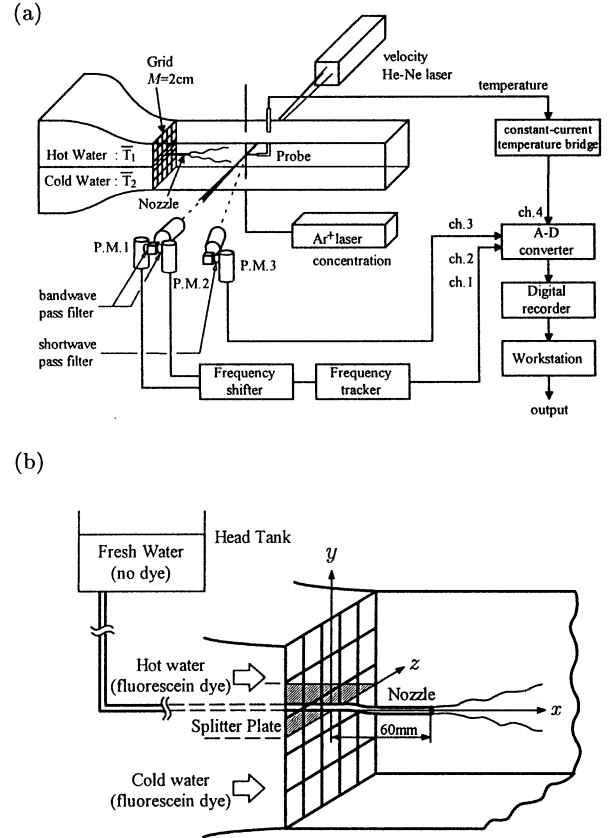 (a)
Grid
M=2cm
velocity
He-Ne laser
temperature
constant-current
temperature bridge
Hot Water : T̅₁
Cold Water : T̅₂
Probe
Nozzle
Ar⁺ laser
concentration
P.M.1
P.M.2
P.M.3
ch.4
ch.3
ch.2
ch.1
A-D
converter
bandwave
pass filter
shortwave
pass filter
Digital
recorder
Workstation
Frequency
shifter
Frequency
tracker
output
(b)
Head Tank
Fresh Water
(no dye)
y
Hot water
(fluorescein dye)
z
Nozzle
x
Splitter Plate
60mm
Cold water
(fluorescein dye)